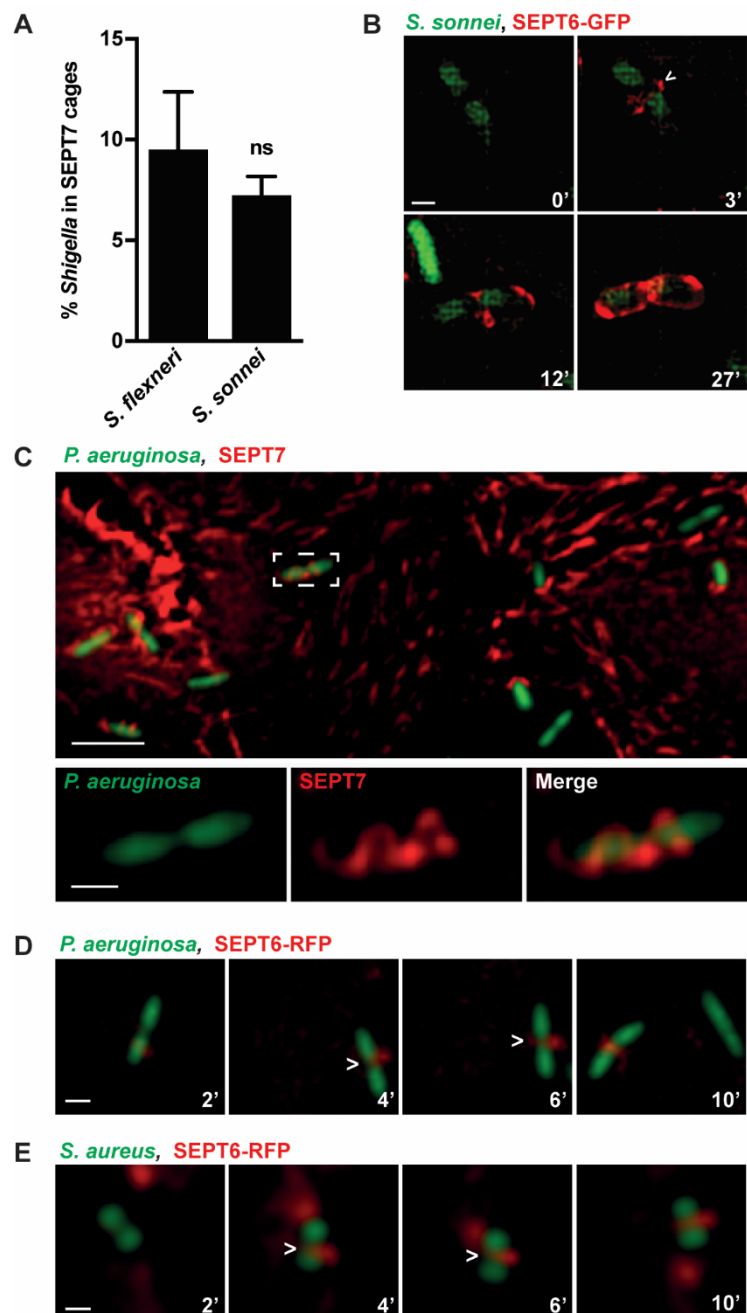 A
15
10
5
0
% Shigella in SEPT7 cages
ns
S. flexneri
S. sonnei
B
S. sonnei, SEPT6-GFP
0’
3’
12’
27’
C
P. aeruginosa, SEPT7
P. aeruginosa
SEPT7
Merge
D
P. aeruginosa, SEPT6-RFP
2’
>
4’
>
6’
10’
E
S. aureus, SEPT6-RFP
2’
>
4’
>
6’
10’